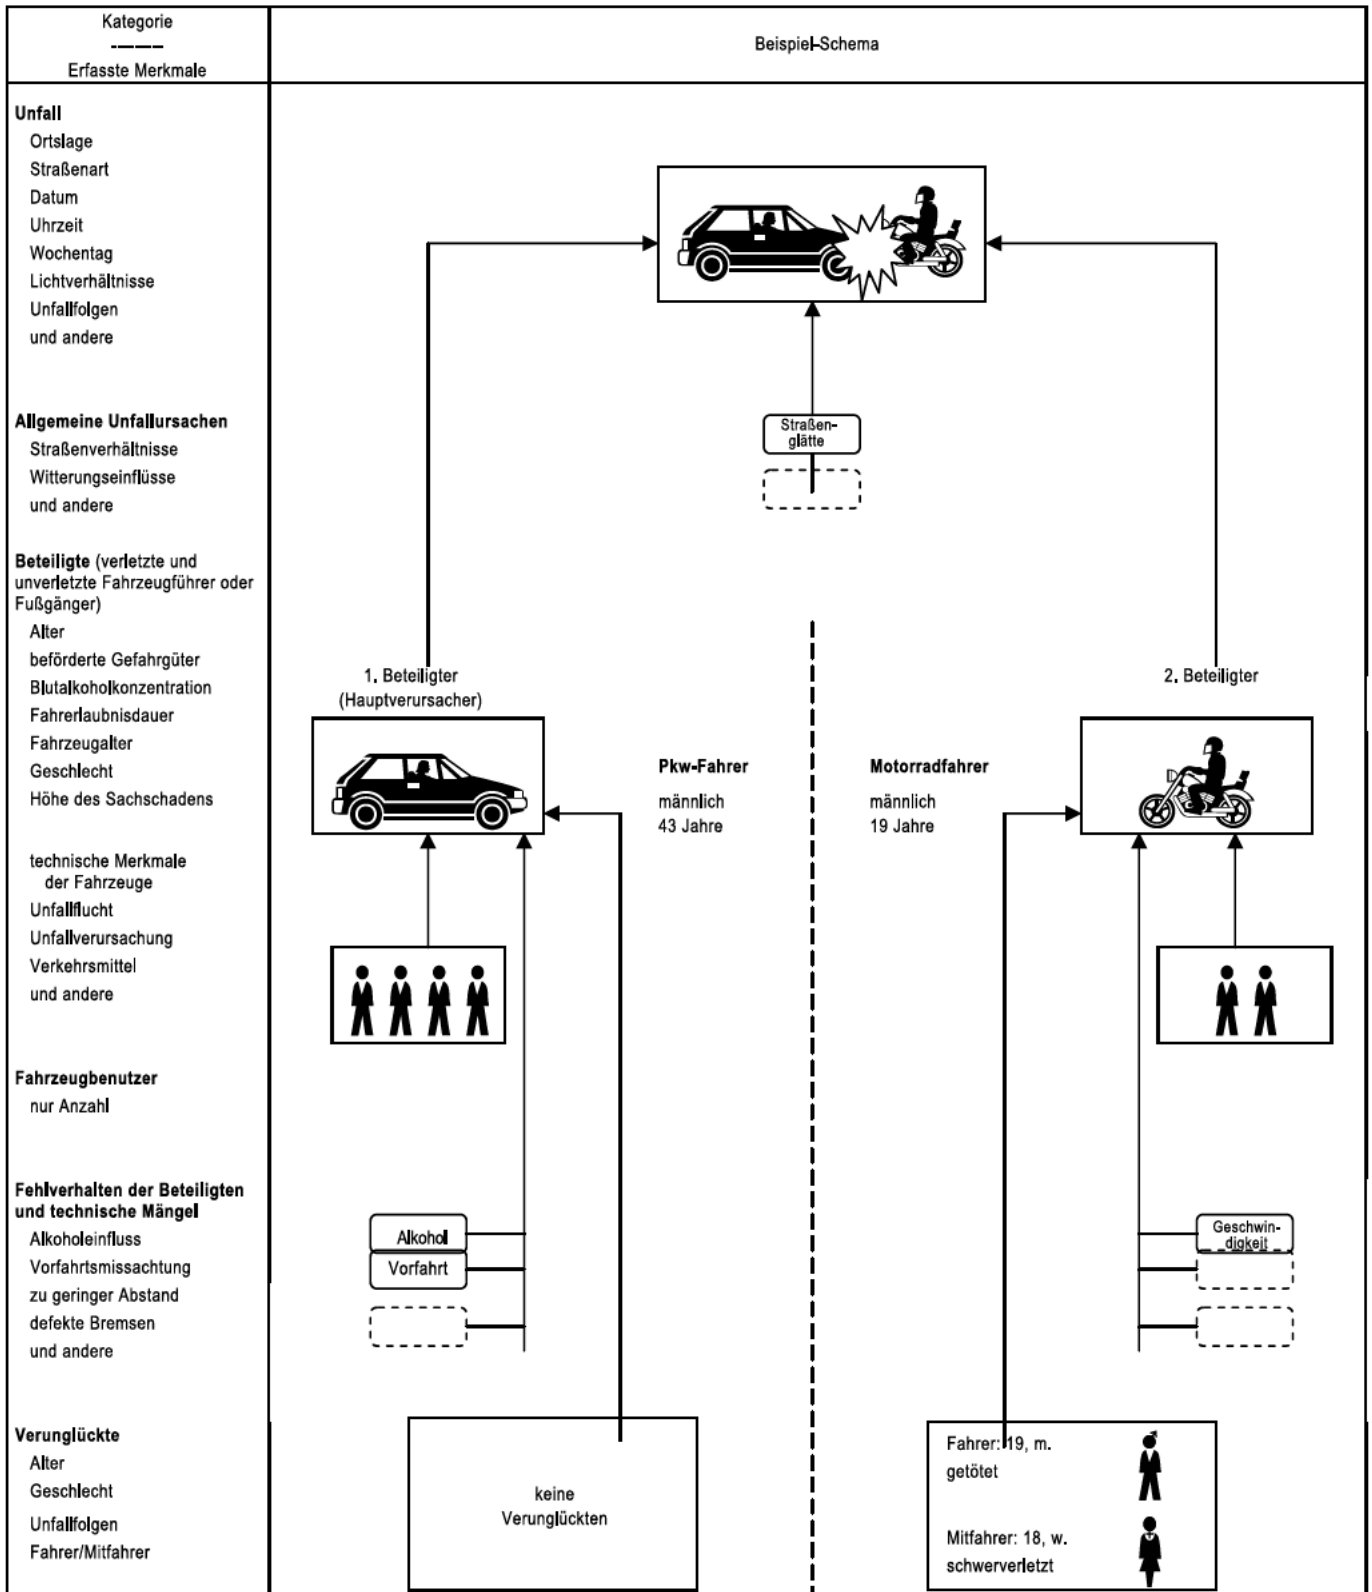 Kategorie
Erfasste Merkmale
Beispiel-Schema
Unfall
Ortslage
Straßenart
Datum
Uhrzeit
Wochentag
Lichtverhältnisse
Unfallfolgen
und andere
Allgemeine Unfallursachen
Straßenverhältnisse
Witterungseinflüsse
und andere
Straßen-
glätte
Beteiligte (verletzte und
unverletzte Fahrzeugführer oder
Fußgänger)
Alter
beförderte Gefahrgüter
Blutalkoholkonzentration
Fahrerlaubnisdauer
Fahrzeugalter
Geschlecht
Höhe des Sachschadens
technische Merkmale
der Fahrzeuge
Unfallflucht
Unfallverursachung
Verkehrsmittel
und andere
1. Beteiligter
(Hauptverursacher)
Pkw-Fahrer
männlich
43 Jahre
2. Beteiligter
Motorradfahrer
männlich
19 Jahre
Fahrzeugbenutzer
nur Anzahl
Fehlverhalten der Beteiligten
und technische Mängel
Alkoholeinfluss
Vorfahrtsmissachtung
zu geringer Abstand
defekte Bremsen
und andere
Alkohol
Vorfahrt
Geschwin-
digkeit
Verunglückte
Alter
Geschlecht
Unfallfolgen
Fahrer/Mitfahrer
keine
Verunglückten
Fahrer: 19, m.
getötet
Mitfahrer: 18, w.
schwerverletzt